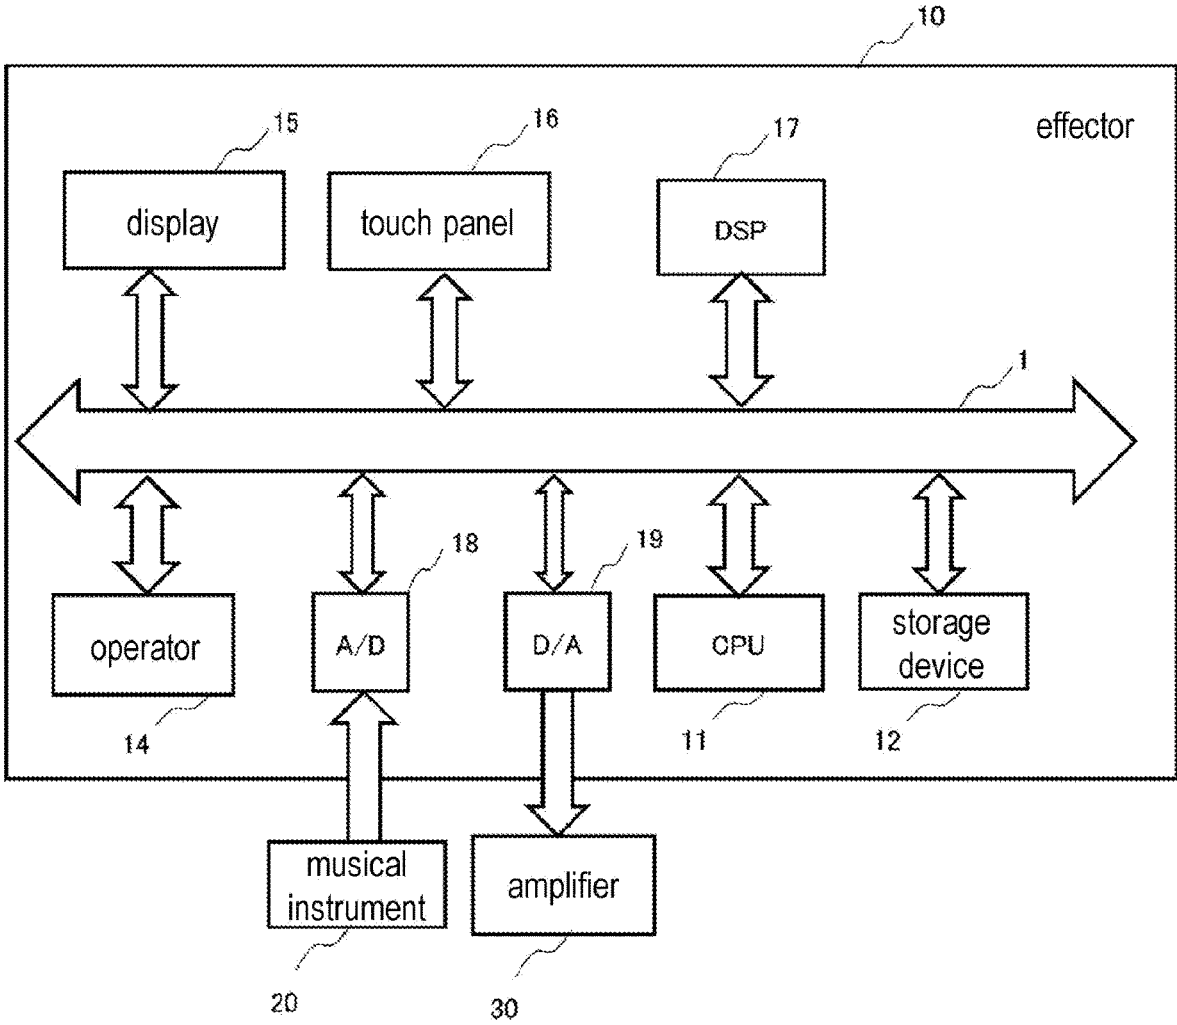 10
effector
15
16
17
display
touch panel
DSP
1
18
19
operator
A/D
D/A
CPU
storage
device
14
11
12
musical
instrument
amplifier
20
30